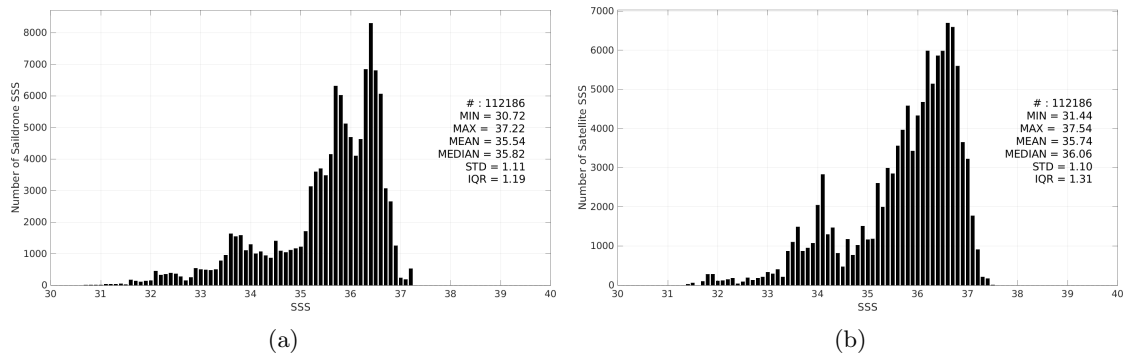 8000
7000
6000
5000
4000
3000
2000
1000
0
Number of Saildrone SSS
# : 112186
MIN = 30.72
MAX = 37.22
MEAN = 35.54
MEDIAN = 35.82
STD = 1.11
IQR = 1.19
30 31 32 33 34 35 36 37 38 39 40
SSS
(a)
7000
6000
5000
4000
3000
2000
1000
0
Number of Satellite SSS
# : 112186
MIN = 31.44
MAX = 37.54
MEAN = 35.74
MEDIAN = 36.06
STD = 1.10
IQR = 1.31
30 31 32 33 34 35 36 37 38 39 40
SSS
(b)